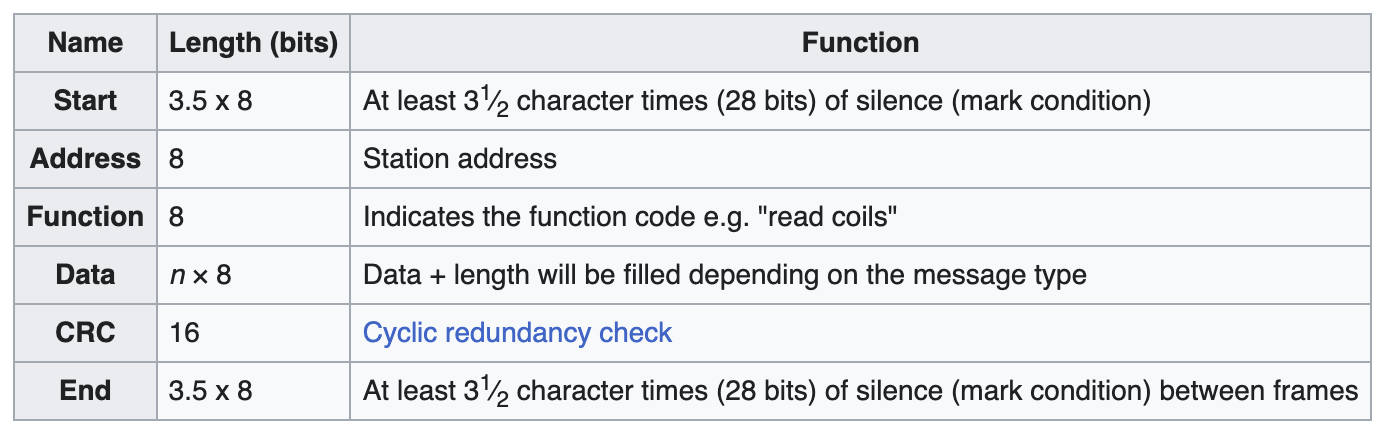 Name Length (bits) Function
Start 3.5 x 8 At least 3 1⁄2 character times (28 bits) of silence (mark condition)
Address 8 Station address
Function 8 Indicates the function code e.g. "read coils"
Data n × 8 Data + length will be filled depending on the message type
CRC 16 Cyclic redundancy check
End 3.5 x 8 At least 3 1⁄2 character times (28 bits) of silence (mark condition) between frames